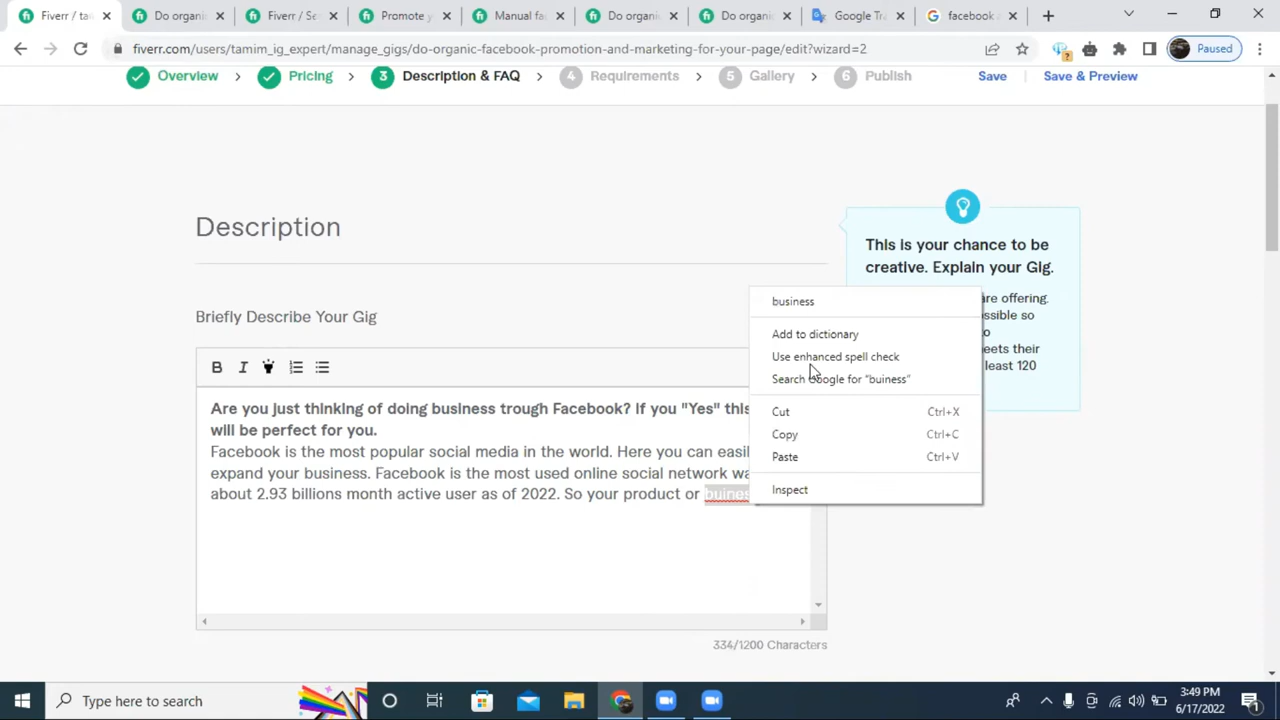 Fiverr / ta
Do organi
Fiverr / Se
Promote y
Manual fa
Do organi
Do organi
Google Tra
facebook a
fiverr.com/users/tamim_ig_expert/manage_gigs/do-organic-facebook-promotion-and-marketing-for-your-page/edit?wizard=2
Paused
Overview
Pricing
3 Description & FAQ
4 Requirements
5 Gallery
6 Publish
Save
Save & Preview
Description
This is your chance to be
creative. Explain your Gig.
are offering.
ossible so
to
eets their
least 120
Briefly Describe Your Gig
B I
Are you just thinking of doing business trough Facebook? If you "Yes" this
will be perfect for you.
Facebook is the most popular social media in the world. Here you can easil
expand your business. Facebook is the most used online social network wa
about 2.93 billions month active user as of 2022. So your product or buines
334/1200 Characters
business
Add to dictionary
Use enhanced spell check
Search Google for "buiness"
Cut Ctrl+X
Copy Ctrl+C
Paste Ctrl+V
Inspect
Type here to search
3:49 PM
6/17/2022
1